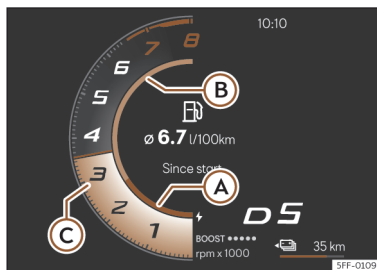 10:10
8
7
6
5
4
3
2
1
B
ø 6.7 l/100km
Since start
A
C
D5
BOOST
rpm x 1000
35 km
5FF-0109